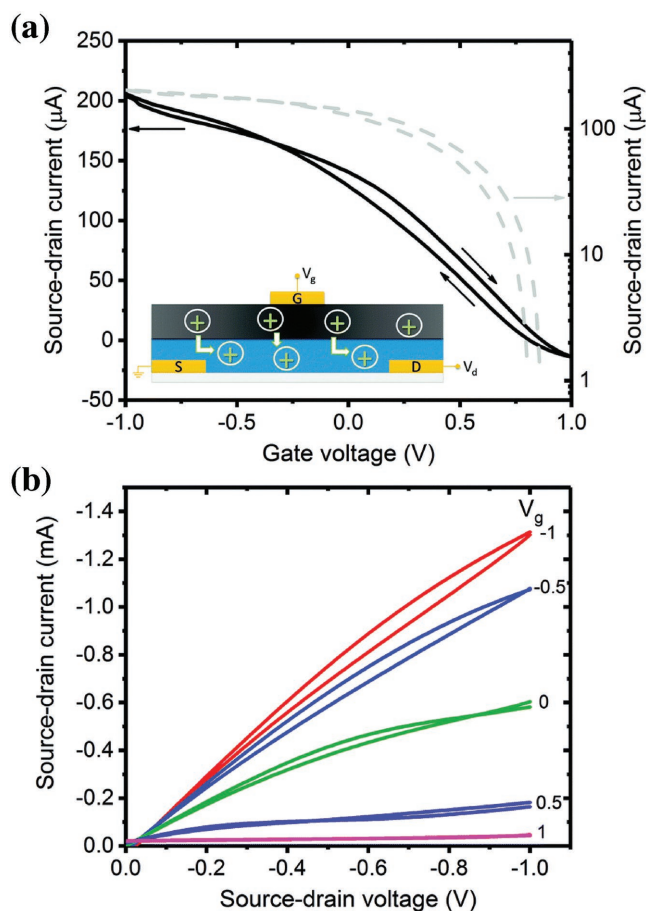 (a)
250
200
150
100
50
0
-50
-1.0 -0.5 0.0 0.5 1.0
Gate voltage (V)
Source-drain current (µA)
100
10
1
Source-drain current (µA)
Vg
G
+ + + +
+ + +
S D Vd
(b)
-1.4
-1.2
-1.0
-0.8
-0.6
-0.4
-0.2
0.0
0.0 -0.2 -0.4 -0.6 -0.8 -1.0
Source-drain voltage (V)
Source-drain current (mA)
Vg
-1
-0.5
0
0.5
1